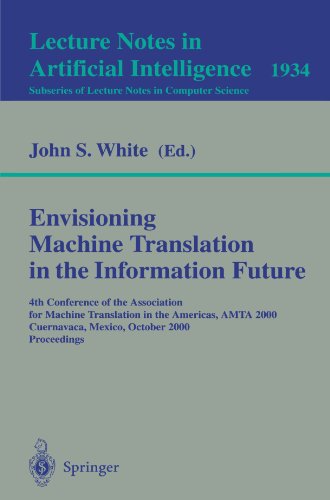 Lecture Notes in
Artificial Intelligence 1934
Subseries of Lecture Notes in Computer Science
John S. White (Ed.)
Envisioning
Machine Translation
in the Information Future
4th Conference of the Association
for Machine Translation in the Americas, AMTA 2000
Cuernavaca, Mexico, October 2000
Proceedings
Springer